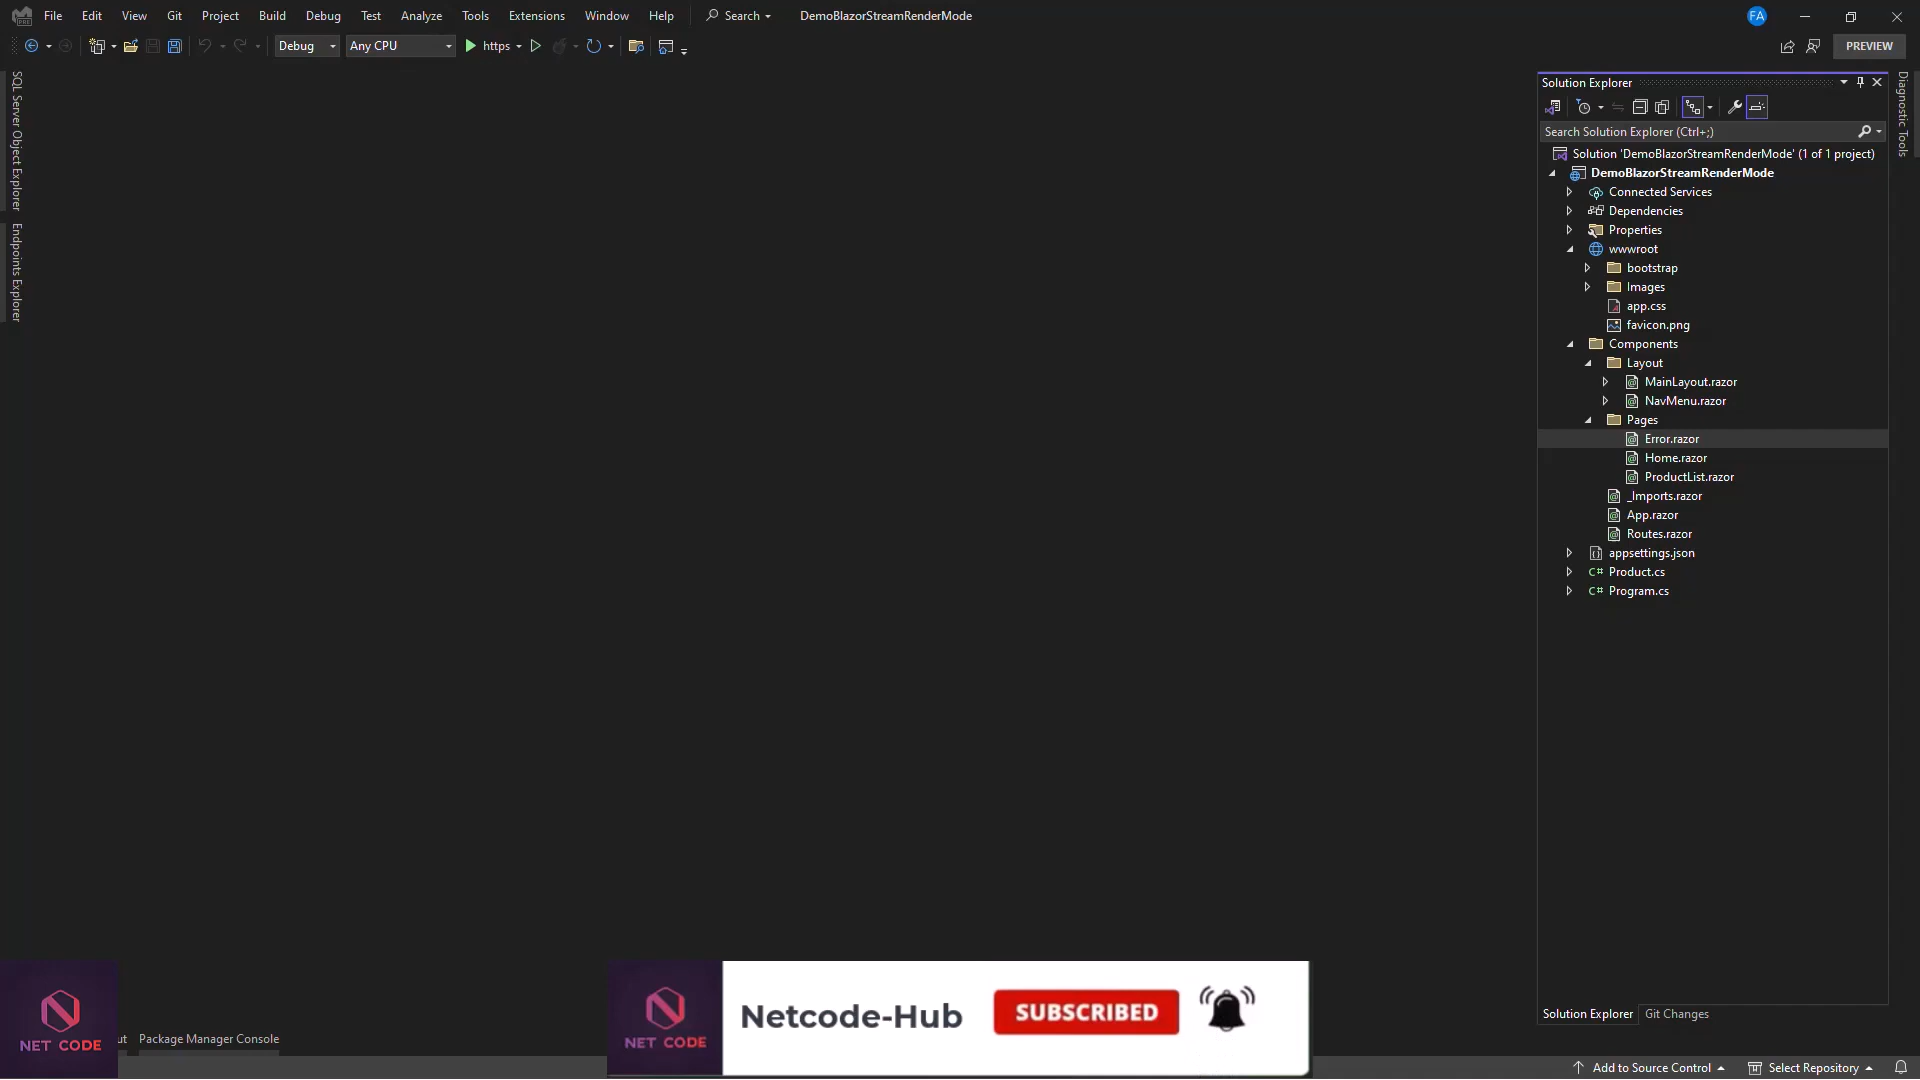 File Edit View Git Project Build Debug Test Analyze Tools Extensions Window Help Search DemoBlazorStreamRenderMode FA
Debug Any CPU https PREVIEW
SQL Server Object Explorer
Endpoints Explorer
Solution Explorer
Search Solution Explorer (Ctrl+;)
Solution 'DemoBlazorStreamRenderMode' (1 of 1 project)
DemoBlazorStreamRenderMode
Connected Services
Dependencies
Properties
wwwroot
bootstrap
Images
app.css
favicon.png
Components
Layout
MainLayout.razor
NavMenu.razor
Pages
Error.razor
Home.razor
ProductList.razor
_Imports.razor
App.razor
Routes.razor
appsettings.json
C# Product.cs
C# Program.cs
Diagnostic Tools
Solution Explorer Git Changes
NET CODE
ut Package Manager Console
NET CODE
Netcode-Hub SUBSCRIBED
Add to Source Control Select Repository